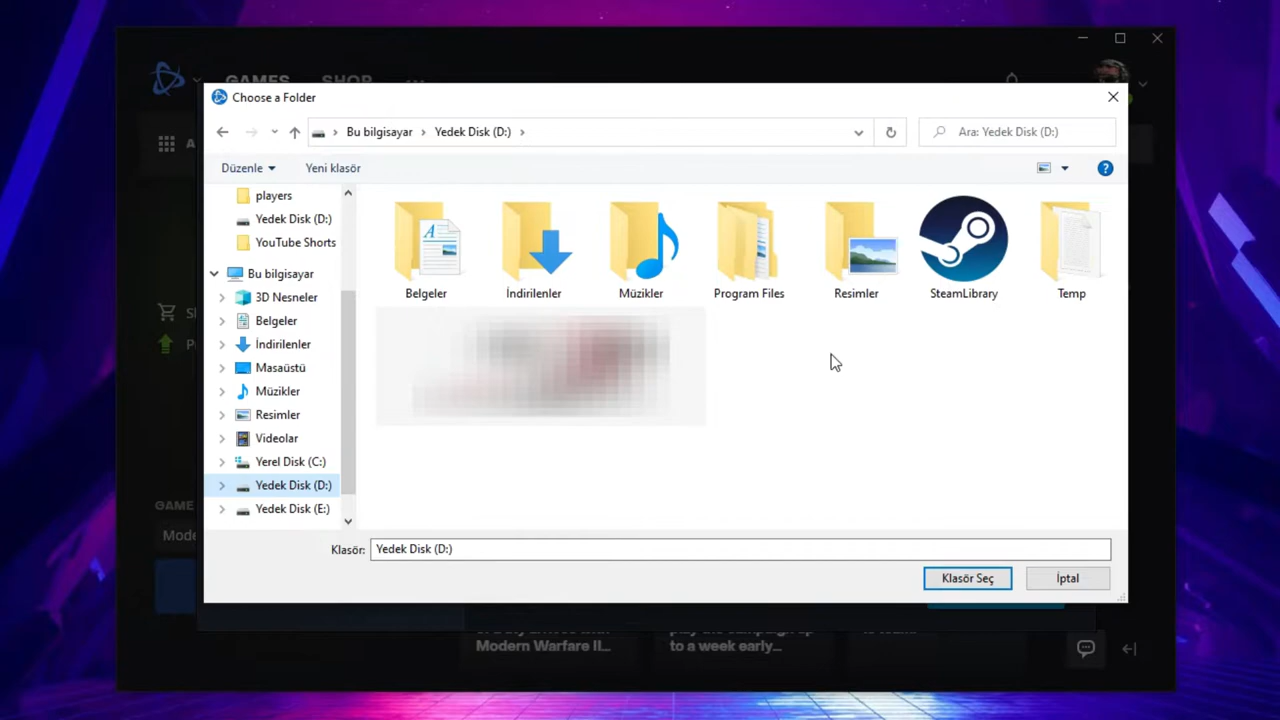 GAMES SHOP ...
Choose a Folder
Bu bilgisayar > Yedek Disk (D:) >
Ara: Yedek Disk (D:)
Düzenle
Yeni klasör
players
Yedek Disk (D:)
YouTube Shorts
Bu bilgisayar
3D Nesneler
Belgeler
İndirilenler
Masaüstü
Müzikler
Resimler
Videolar
Yerel Disk (C:)
Yedek Disk (D:)
Yedek Disk (E:)
Belgeler
İndirilenler
Müzikler
Program Files
Resimler
SteamLibrary
Temp
Klasör: Yedek Disk (D:)
Klasör Seç
İptal
GAME
Mode
Modern Warfare II...
play the campaign up
to a week early...